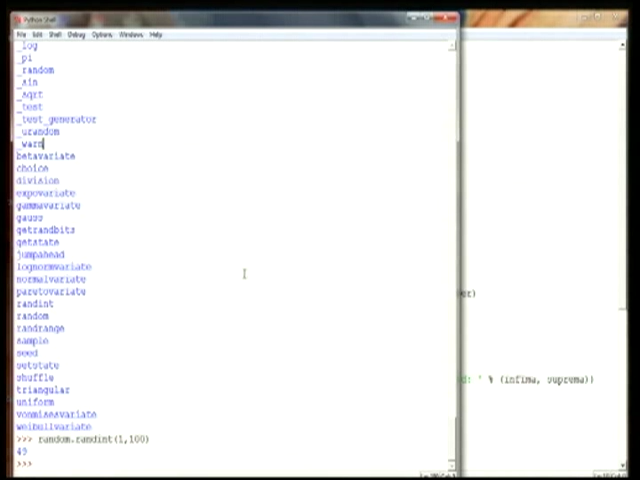 Python Shell
File Edit Shell Debug Options Windows Help
_log
_pi
_random
_sin
_sqrt
_test
_test_generator
_urandom
_warn
betavariate
choice
division
expovariate
gammavariate
gauss
getrandbits
getstate
jumpahead
lognormvariate
normalvariate
paretovariate
randint
random
randrange
sample
seed
setstate
shuffle
triangular
uniform
vonmisesvariate
weibullvariate
>>> random.randint(1,100)
49
>>>
er)
d: " % (infima, suprema))